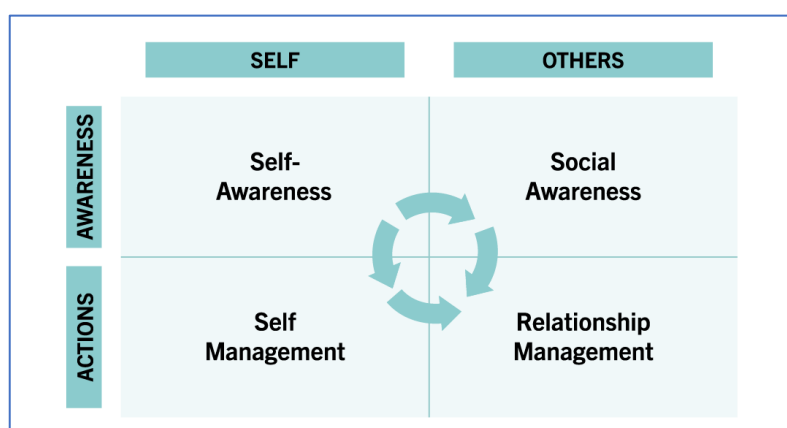 SELF
OTHERS
AWARENESS
Self-
Awareness
Social
Awareness
ACTIONS
Self
Management
Relationship
Management